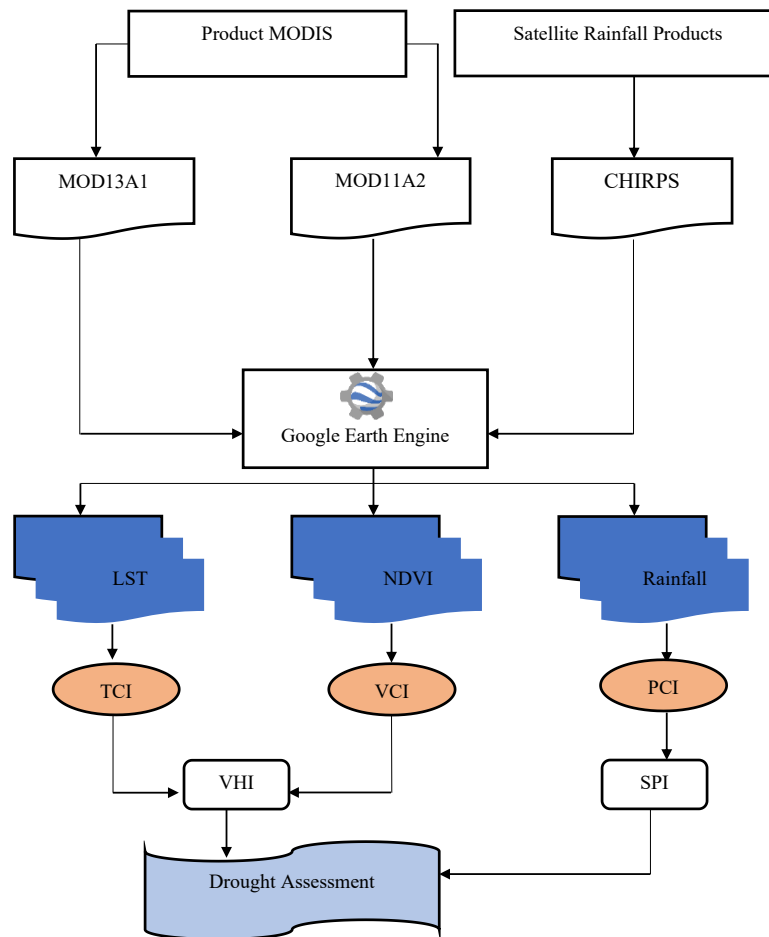 Product MODIS
Satellite Rainfall Products
MOD13A1
MOD11A2
CHIRPS
Google Earth Engine
LST
NDVI
Rainfall
TCI
VCI
PCI
VHI
SPI
Drought Assessment